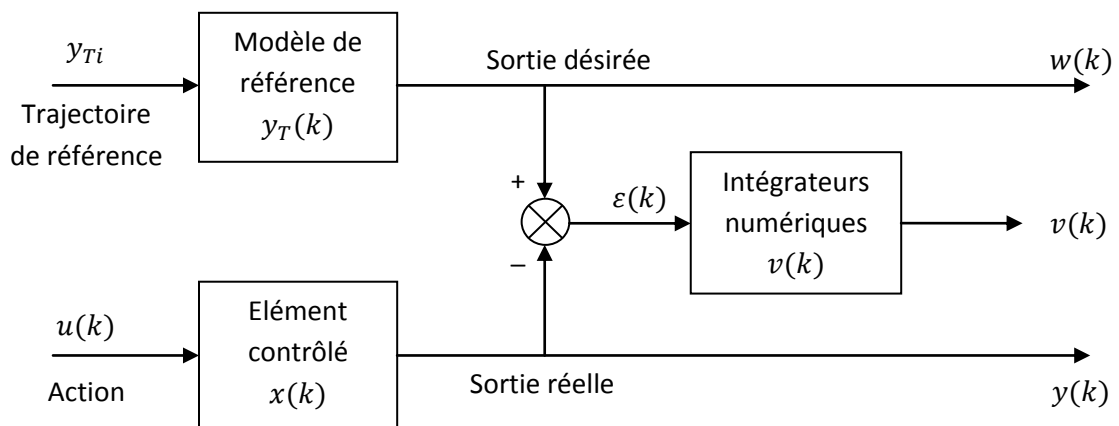 y_{Ti}
Trajectoire
de référence
Modèle de
référence
y_T(k)
Sortie désirée
w(k)
+
−
ε(k)
Intégrateurs
numériques
v(k)
v(k)
u(k)
Action
Elément
contrôlé
x(k)
Sortie réelle
y(k)